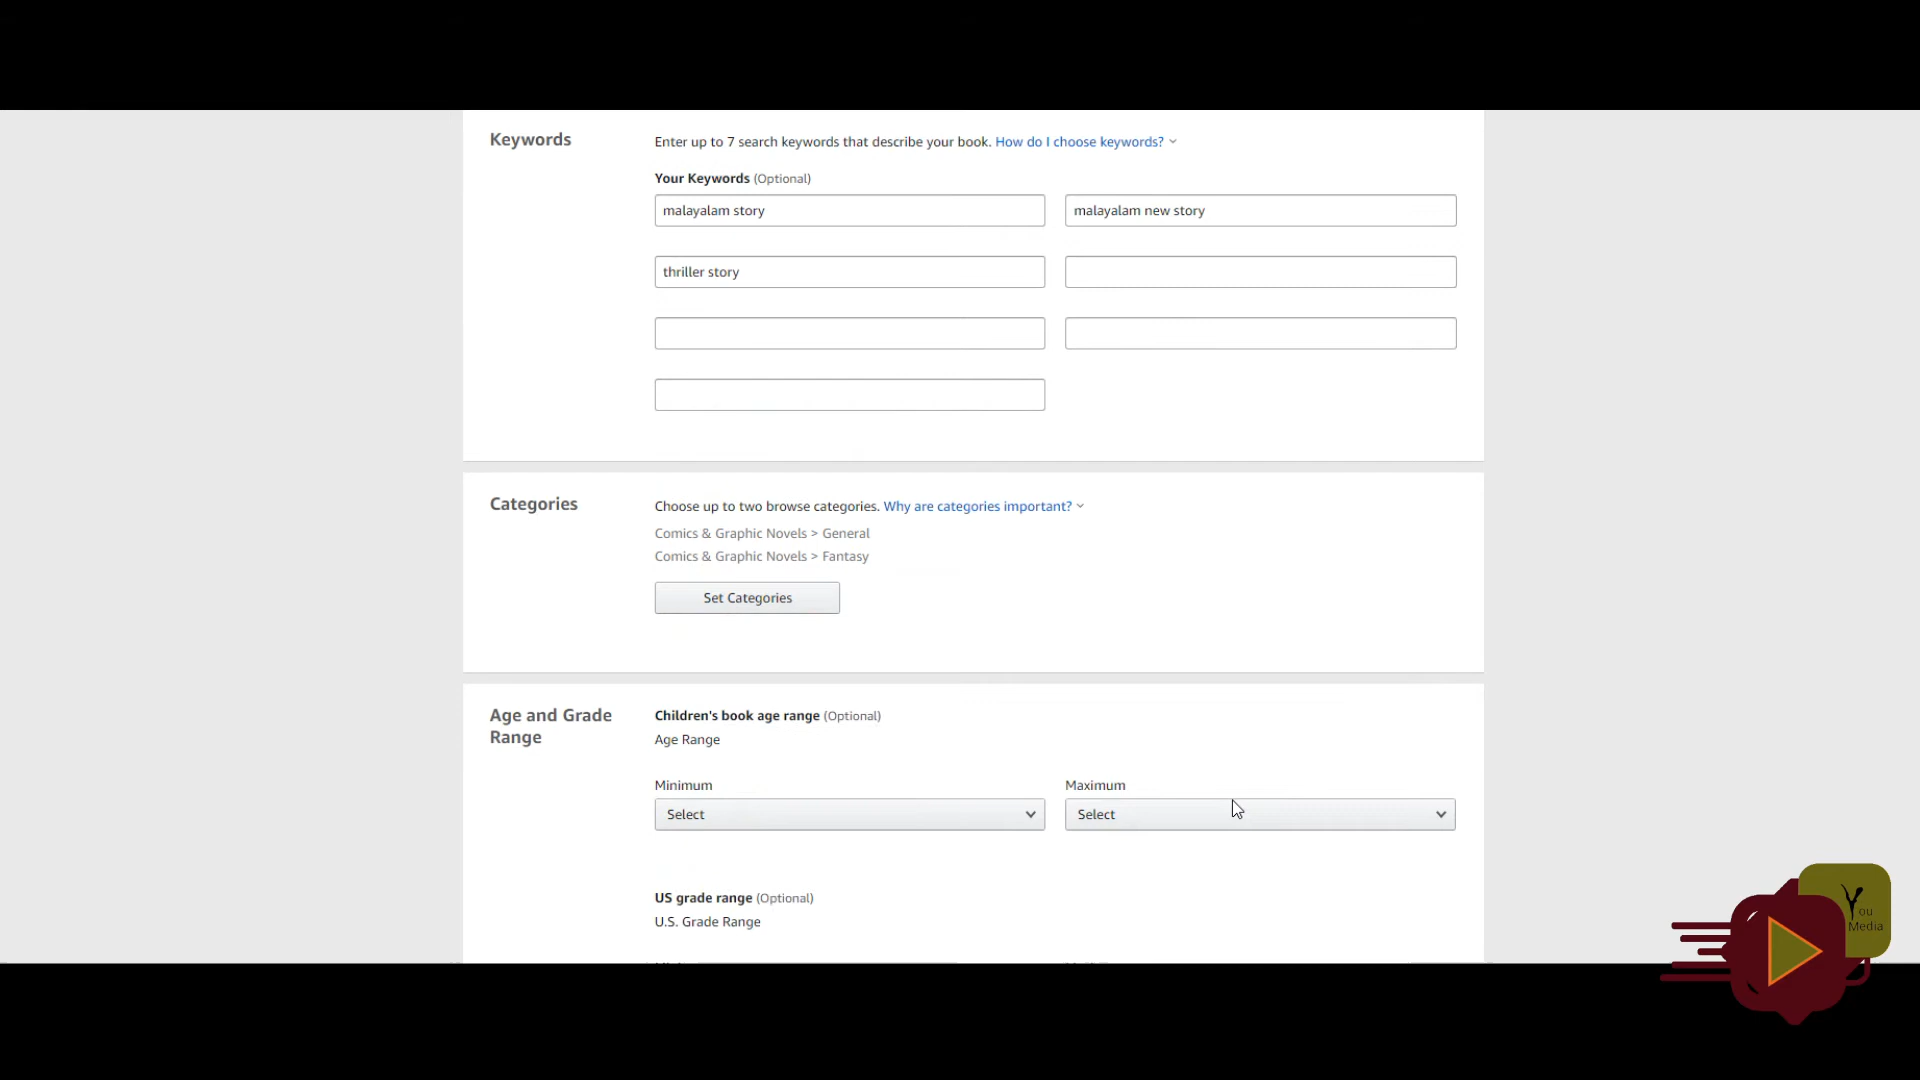 Keywords
Enter up to 7 search keywords that describe your book. How do I choose keywords?
Your Keywords (Optional)
malayalam story
malayalam new story
thriller story
Categories
Choose up to two browse categories. Why are categories important?
Comics & Graphic Novels > General
Comics & Graphic Novels > Fantasy
Set Categories
Age and Grade
Range
Children's book age range (Optional)
Age Range
Minimum
Maximum
Select
Select
US grade range (Optional)
U.S. Grade Range
You
Media